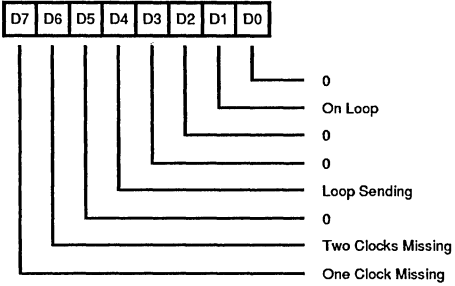 D7 D6 D5 D4 D3 D2 D1 D0
0
On Loop
0
0
Loop Sending
0
Two Clocks Missing
One Clock Missing